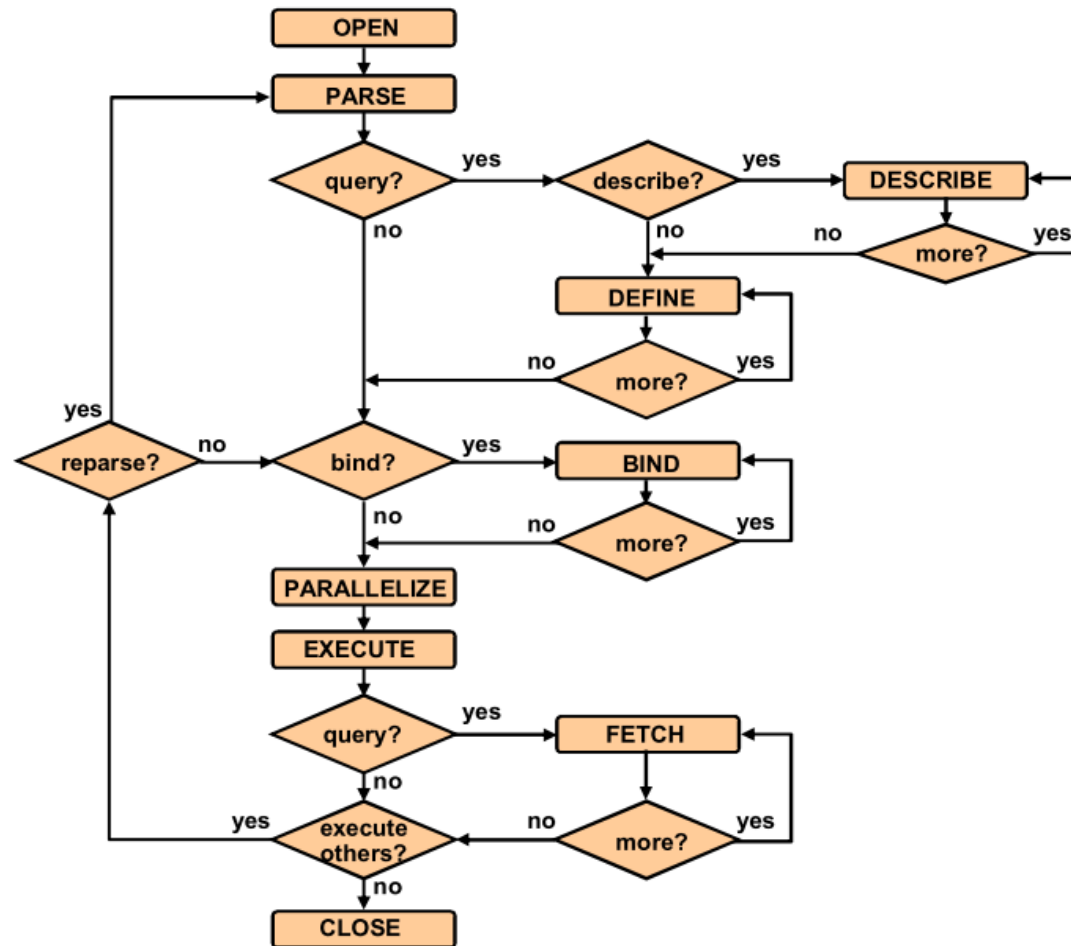 OPEN
PARSE
query?
yes
describe?
yes
DESCRIBE
no
no
no
more?
yes
DEFINE
no
more?
yes
yes
reparse?
no
bind?
yes
BIND
no
no
more?
yes
PARALLELIZE
EXECUTE
query?
yes
FETCH
no
yes
execute
others?
no
more?
yes
no
CLOSE